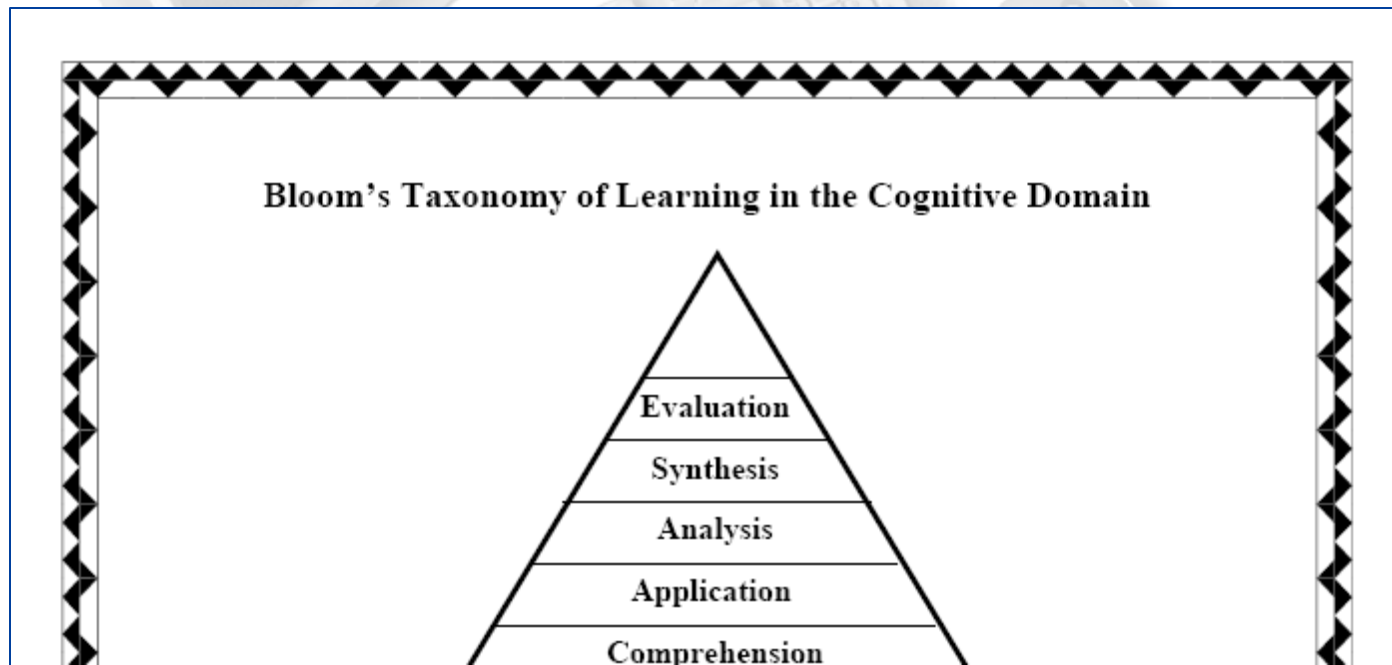 Bloom’s Taxonomy of Learning in the Cognitive Domain
Evaluation
Synthesis
Analysis
Application
Comprehension